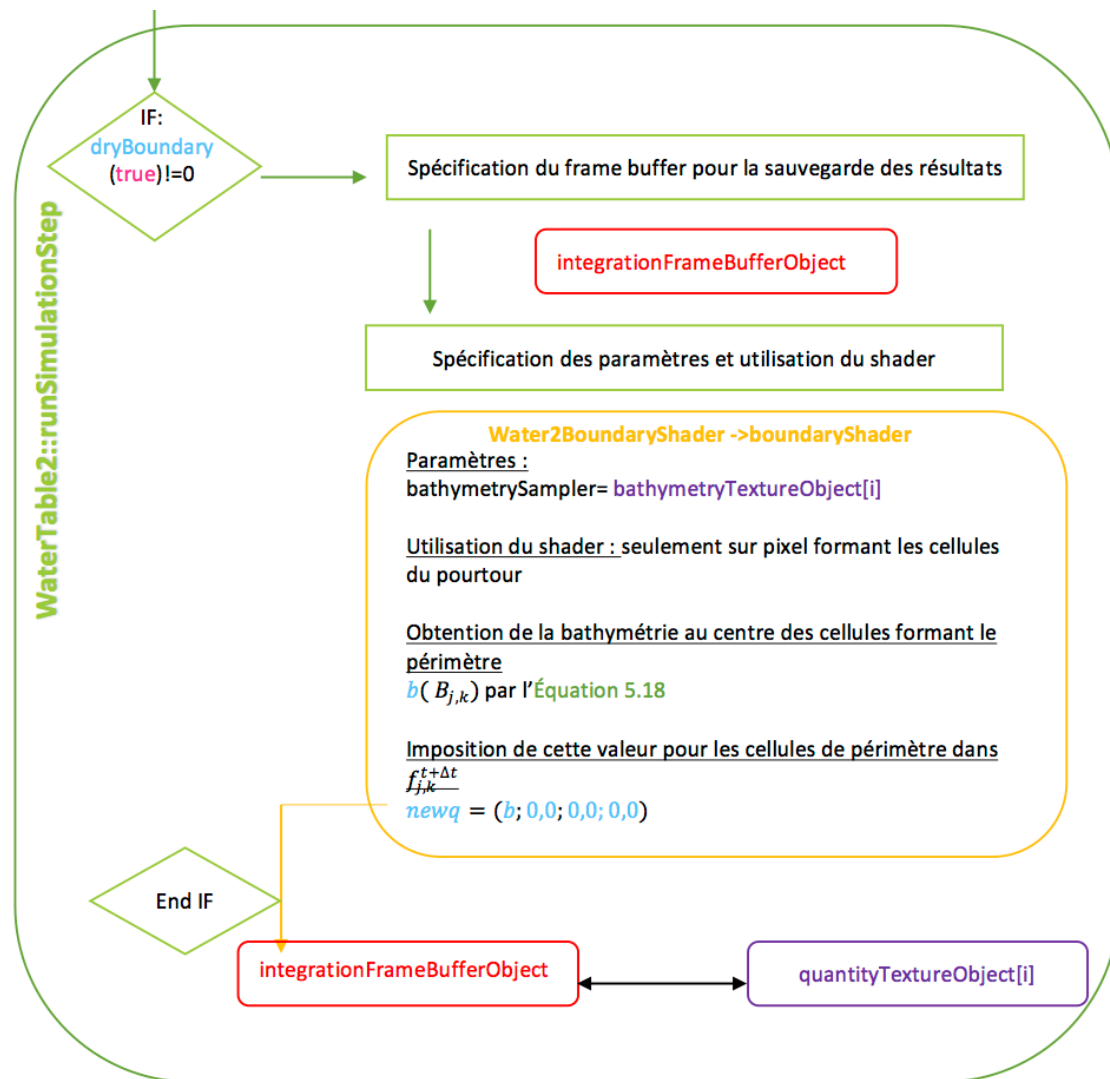 IF:
dryBoundary
(true)!=0
Spécification du frame buffer pour la sauvegarde des résultats
WaterTable2::runSimulationStep
integrationFrameBufferObject
Spécification des paramètres et utilisation du shader
Water2BoundaryShader ->boundaryShader
Paramètres :
bathymetrySampler= bathymetryTextureObject[i]
Utilisation du shader : seulement sur pixel formant les cellules
du pourtour
Obtention de la bathymétrie au centre des cellules formant le
périmètre
b( B_{j,k}) par l'Équation 5.18
Imposition de cette valeur pour les cellules de périmètre dans
f_{j,k}^{t+Δt}
newq = (b; 0,0; 0,0; 0,0)
End IF
integrationFrameBufferObject
quantityTextureObject[i]